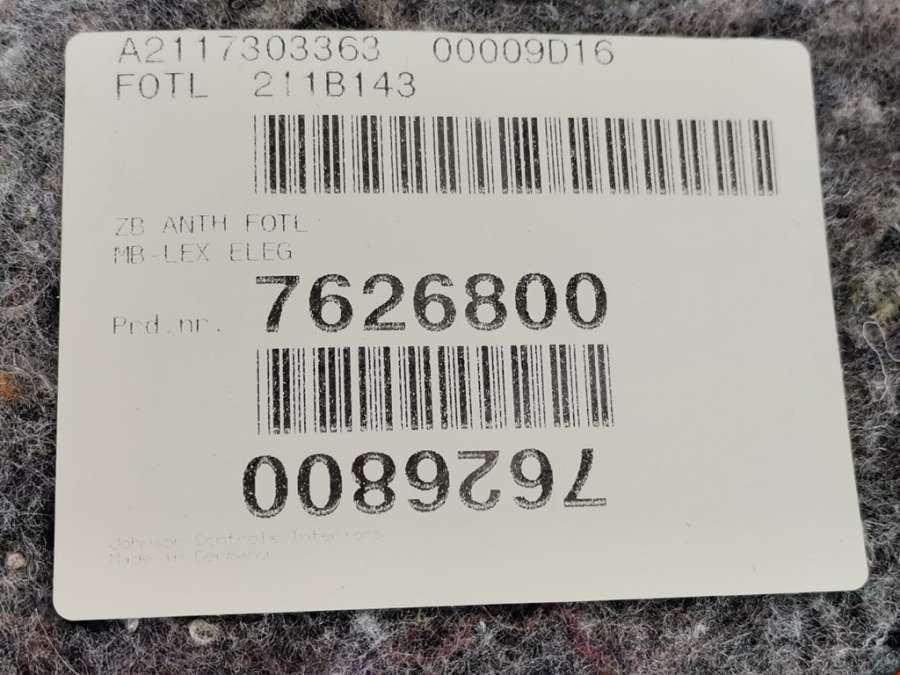 A2117303363 00009D16
FOTL 211B143
ZB ANTH FOTL
MB-LEX ELEG
Prd.nr. 7626800
7626800
Johnson Controls Interiors
Made in Germany